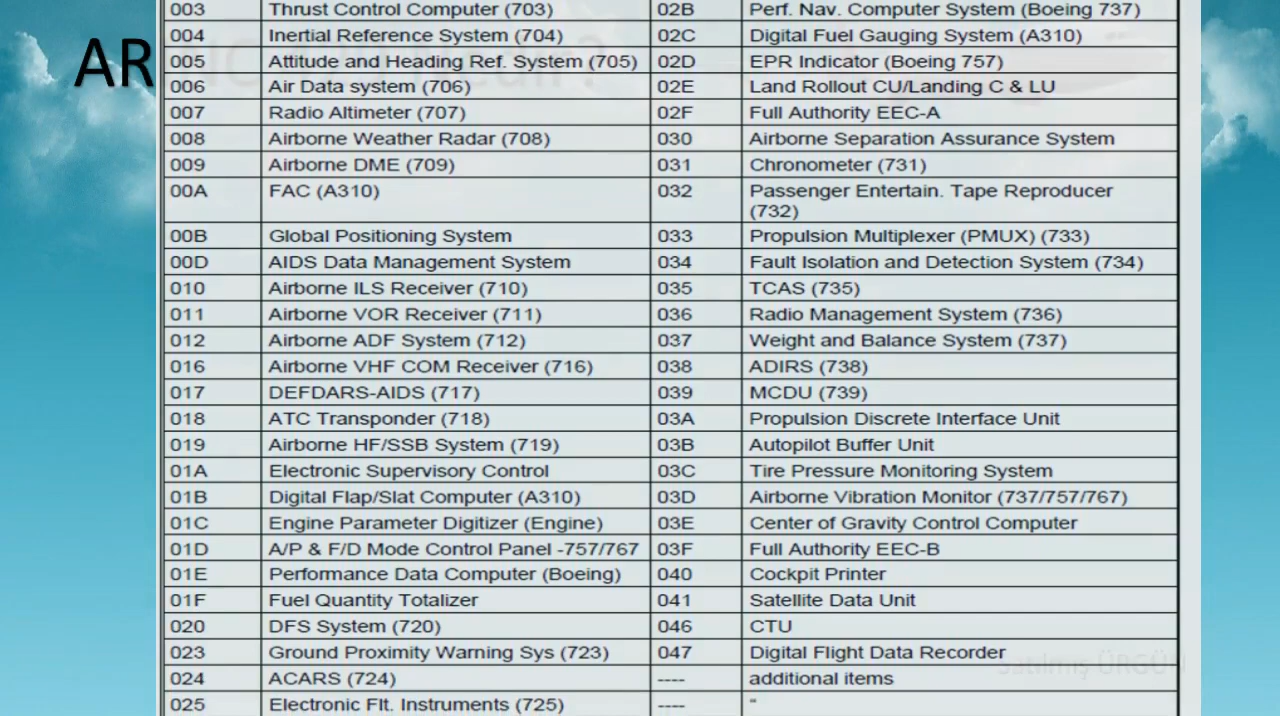 ARINC 429 Nedir?
003 Thrust Control Computer (703) 02B Perf. Nav. Computer System (Boeing 737)
004 Inertial Reference System (704) 02C Digital Fuel Gauging System (A310)
005 Attitude and Heading Ref. System (705) 02D EPR Indicator (Boeing 757)
006 Air Data system (706) 02E Land Rollout CU/Landing C & LU
007 Radio Altimeter (707) 02F Full Authority EEC-A
008 Airborne Weather Radar (708) 030 Airborne Separation Assurance System
009 Airborne DME (709) 031 Chronometer (731)
00A FAC (A310) 032 Passenger Entertain. Tape Reproducer
(732)
00B Global Positioning System 033 Propulsion Multiplexer (PMUX) (733)
00D AIDS Data Management System 034 Fault Isolation and Detection System (734)
010 Airborne ILS Receiver (710) 035 TCAS (735)
011 Airborne VOR Receiver (711) 036 Radio Management System (736)
012 Airborne ADF System (712) 037 Weight and Balance System (737)
016 Airborne VHF COM Receiver (716) 038 ADIRS (738)
017 DEFDARS-AIDS (717) 039 MCDU (739)
018 ATC Transponder (718) 03A Propulsion Discrete Interface Unit
019 Airborne HF/SSB System (719) 03B Autopilot Buffer Unit
01A Electronic Supervisory Control 03C Tire Pressure Monitoring System
01B Digital Flap/Slat Computer (A310) 03D Airborne Vibration Monitor (737/757/767)
01C Engine Parameter Digitizer (Engine) 03E Center of Gravity Control Computer
01D A/P & F/D Mode Control Panel -757/767 03F Full Authority EEC-B
01E Performance Data Computer (Boeing) 040 Cockpit Printer
01F Fuel Quantity Totalizer 041 Satellite Data Unit
020 DFS System (720) 046 CTU
023 Ground Proximity Warning Sys (723) 047 Digital Flight Data Recorder
024 ACARS (724) ---- additional items
025 Electronic Flt. Instruments (725) ---- "
Satılmış ÜRGÜN